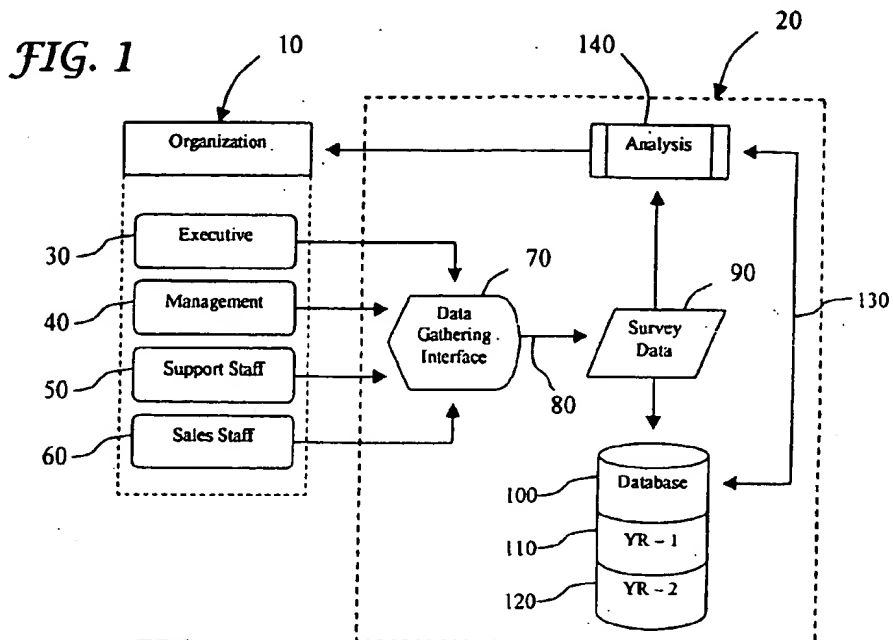 FIG. 1
10
140
20
Organization
Analysis
30
Executive
70
90
40
Management
Data
Gathering
Interface
Survey
Data
130
50
Support Staff
80
60
Sales Staff
100
Database
110
YR – 1
120
YR – 2